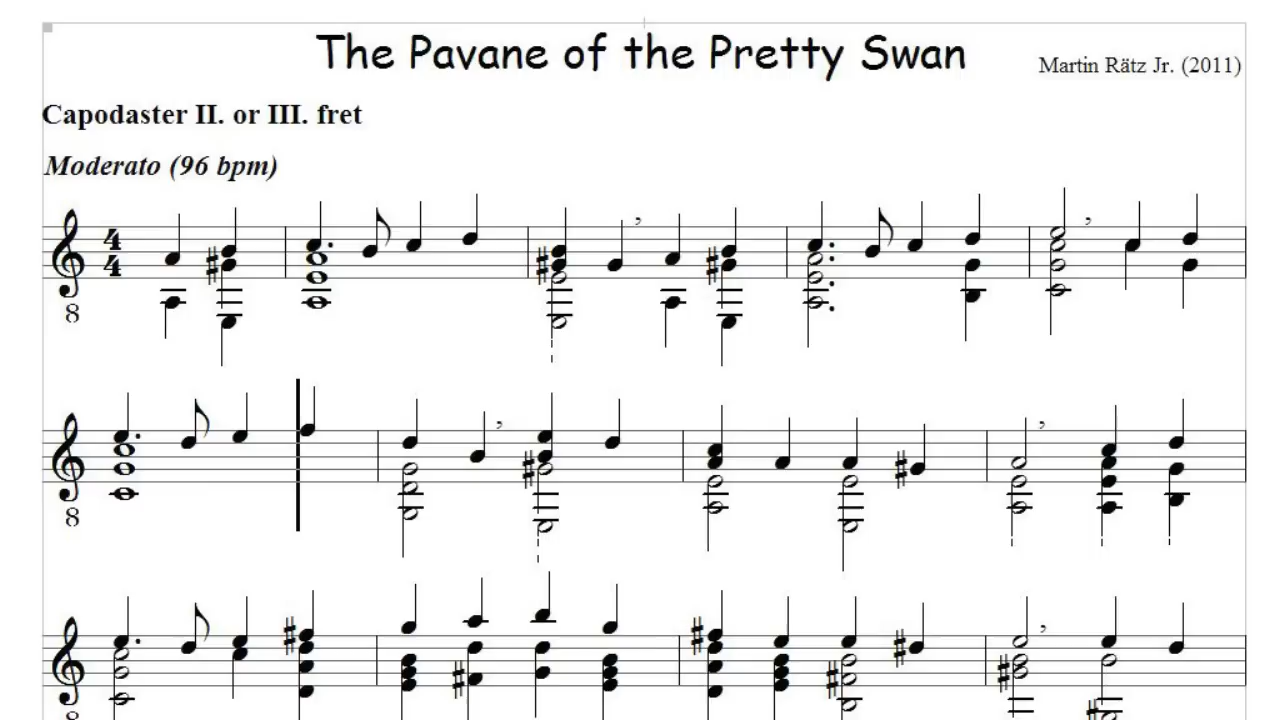 The Pavane of the Pretty Swan
Martin Rätz Jr. (2011)
Capodaster II. or III. fret
Moderato (96 bpm)
4
4
8
8
8